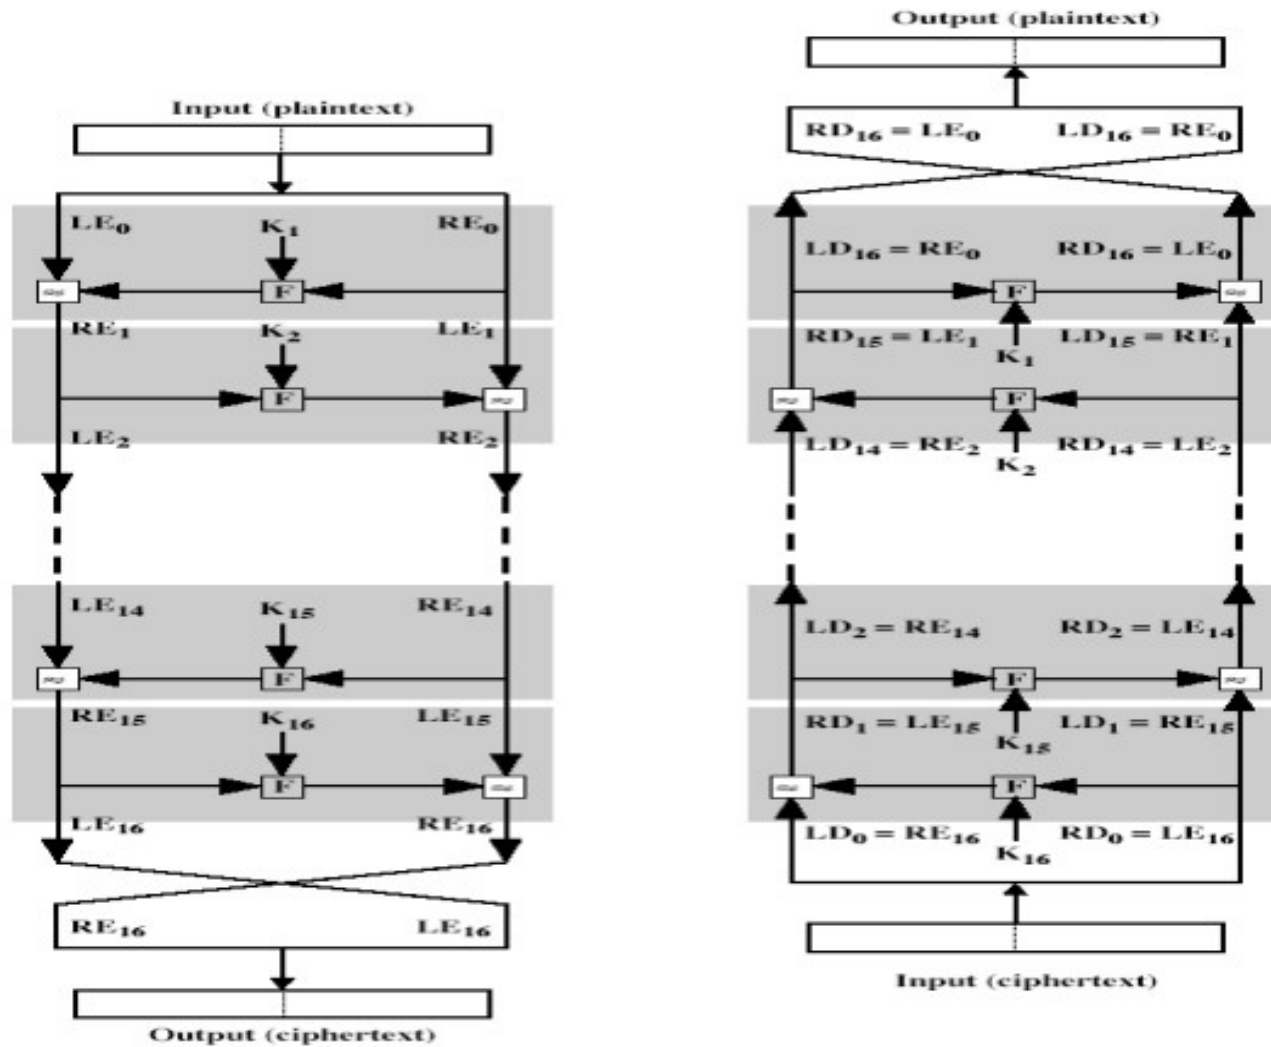 Input (plaintext)
LE0 K1 RE0
F
RE1 K2 LE1
F
LE2 RE2
LE14 K15 RE14
F
RE15 K16 LE15
F
LE16 RE16
RE16 LE16
Output (ciphertext)
Output (plaintext)
RD16 = LE0 LD16 = RE0
LD16 = RE0 RD16 = LE0
F
RD15 = LE1 K1 LD15 = RE1
F
LD14 = RE2 K2 RD14 = LE2
LD2 = RE14 RD2 = LE14
F
RD1 = LE15 K15 LD1 = RE15
F
LD0 = RE16 K16 RD0 = LE16
Input (ciphertext)